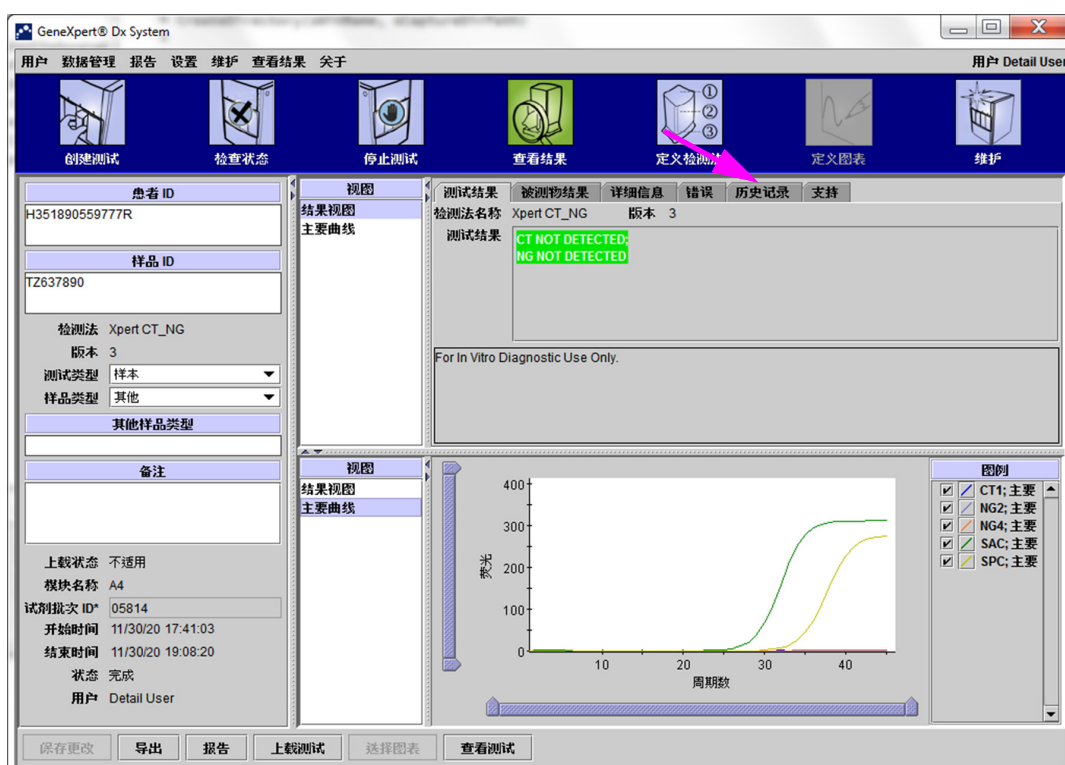 GeneXpert® Dx System
用户 数据管理 报告 设置 维护 查看结果 关于
用户 Detail User
创建测试 检查状态 停止测试 查看结果 定义检测法 定义图表 维护
患者 ID
H351890559777R
样品 ID
TZ637890
检测法 Xpert CT_NG
版本 3
测试类型 样本
样品类型 其他
其他样品类型
备注
上载状态 不适用
模块名称 A4
试剂批次 ID* 05814
开始时间 11/30/20 17:41:03
结束时间 11/30/20 19:08:20
状态 完成
用户 Detail User
视图
结果视图
主要曲线
测试结果 被测物结果 详细信息 错误 历史记录 支持
检测法名称 Xpert CT_NG 版本 3
测试结果
CT NOT DETECTED;
NG NOT DETECTED
For In Vitro Diagnostic Use Only.
视图
结果视图
主要曲线
荧光
400
300
200
100
0
10 20 30 40
周期数
图例
CT1; 主要
NG2; 主要
NG4; 主要
SAC; 主要
SPC; 主要
保存更改 导出 报告 上载测试 选择图表 查看测试